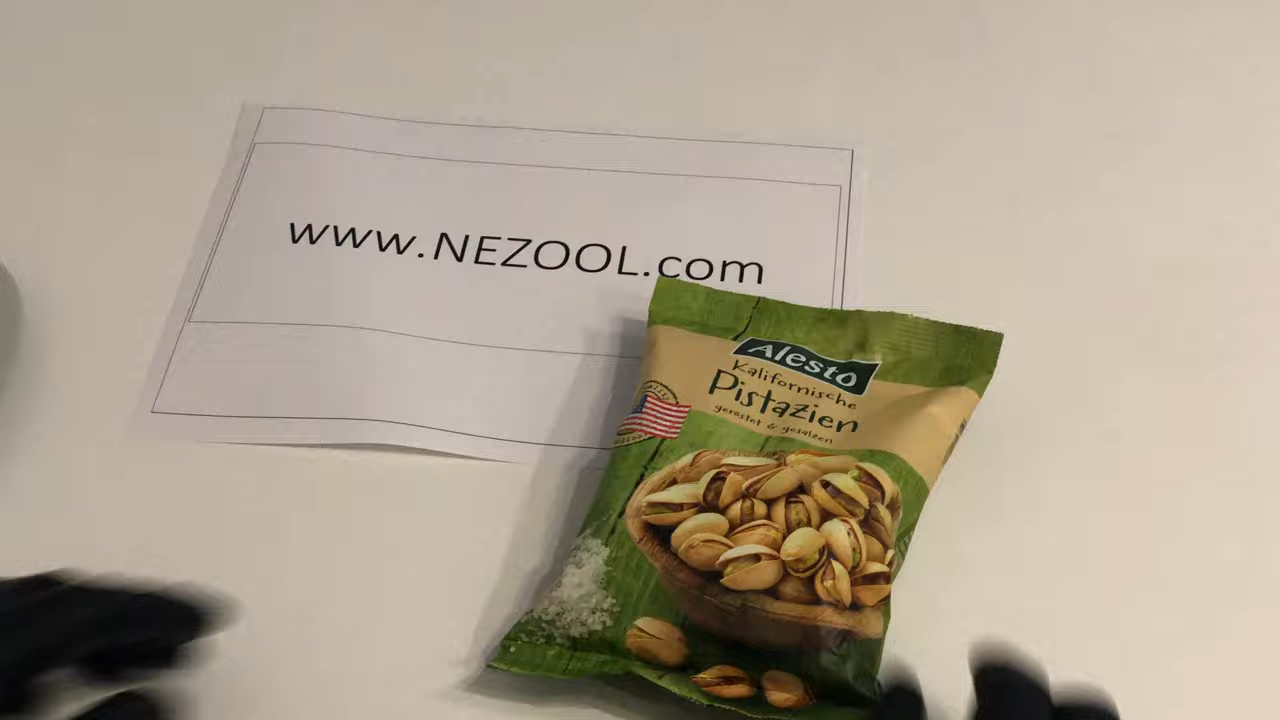 www.NEZOOL.com
Alesto
Kalifornische
Pistazien
geröstet & gesalzen